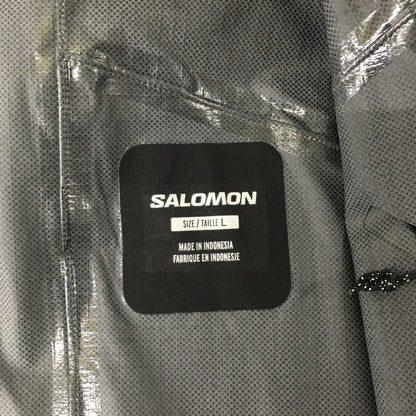 SALOMON
SIZE/TAILLE L
MADE IN INDONESIA
FABRIQUE EN INDONESIE